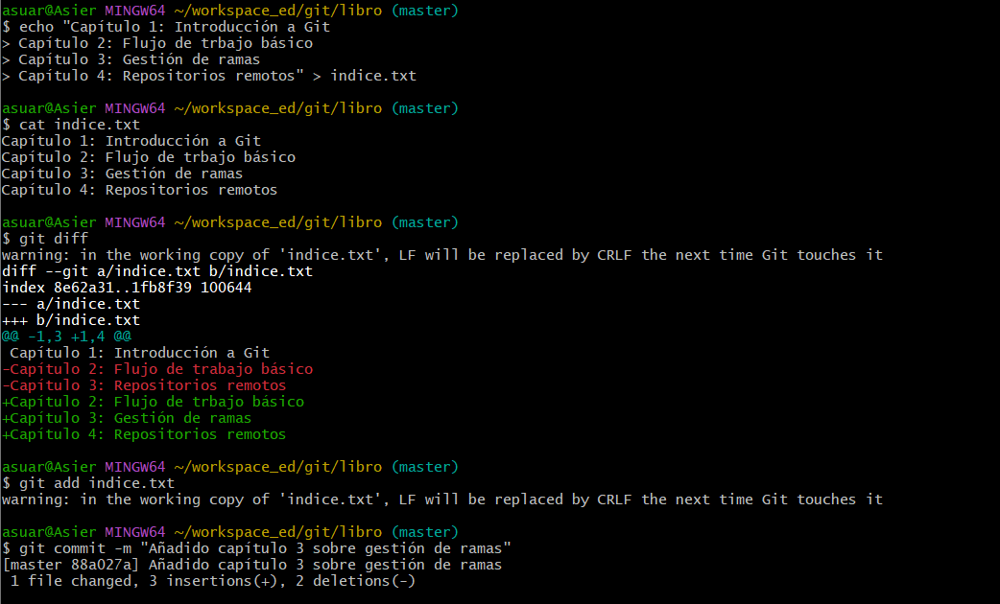 asuar@Asier MINGW64 ~/workspace_ed/git/libro (master)
$ echo "Capítulo 1: Introducción a Git
> Capítulo 2: Flujo de trbajo básico
> Capítulo 3: Gestión de ramas
> Capítulo 4: Repositorios remotos" > indice.txt
asuar@Asier MINGW64 ~/workspace_ed/git/libro (master)
$ cat indice.txt
Capítulo 1: Introducción a Git
Capítulo 2: Flujo de trbajo básico
Capítulo 3: Gestión de ramas
Capítulo 4: Repositorios remotos
asuar@Asier MINGW64 ~/workspace_ed/git/libro (master)
$ git diff
warning: in the working copy of 'indice.txt', LF will be replaced by CRLF the next time Git touches it
diff --git a/indice.txt b/indice.txt
index 8e62a31..1fb8f39 100644
--- a/indice.txt
+++ b/indice.txt
@@ -1,3 +1,4 @@
 Capítulo 1: Introducción a Git
-Capítulo 2: Flujo de trabajo básico
-Capítulo 3: Repositorios remotos
+Capítulo 2: Flujo de trbajo básico
+Capítulo 3: Gestión de ramas
+Capítulo 4: Repositorios remotos
asuar@Asier MINGW64 ~/workspace_ed/git/libro (master)
$ git add indice.txt
warning: in the working copy of 'indice.txt', LF will be replaced by CRLF the next time Git touches it
asuar@Asier MINGW64 ~/workspace_ed/git/libro (master)
$ git commit -m "Añadido capítulo 3 sobre gestión de ramas"
[master 88a027a] Añadido capítulo 3 sobre gestión de ramas
 1 file changed, 3 insertions(+), 2 deletions(-)